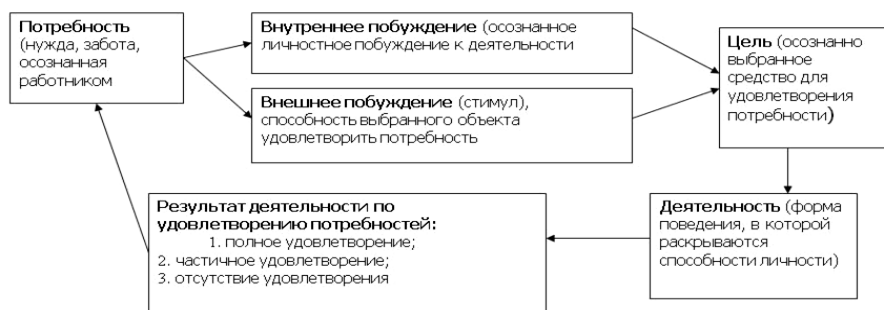 Потребность
(нужда, забота,
осознанная
работником)
Внутреннее побуждение (осознанное
личностное побуждение к деятельности
Внешнее побуждение (стимул),
способность выбранного объекта
удовлетворить потребность
Цель (осознанно
выбранное
средство для
удовлетворения
потребности)
Деятельность (форма
поведения, в которой
раскрываются
способности личности)
Результат деятельности по
удовлетворению потребностей:
1. полное удовлетворение;
2. частичное удовлетворение;
3. отсутствие удовлетворения